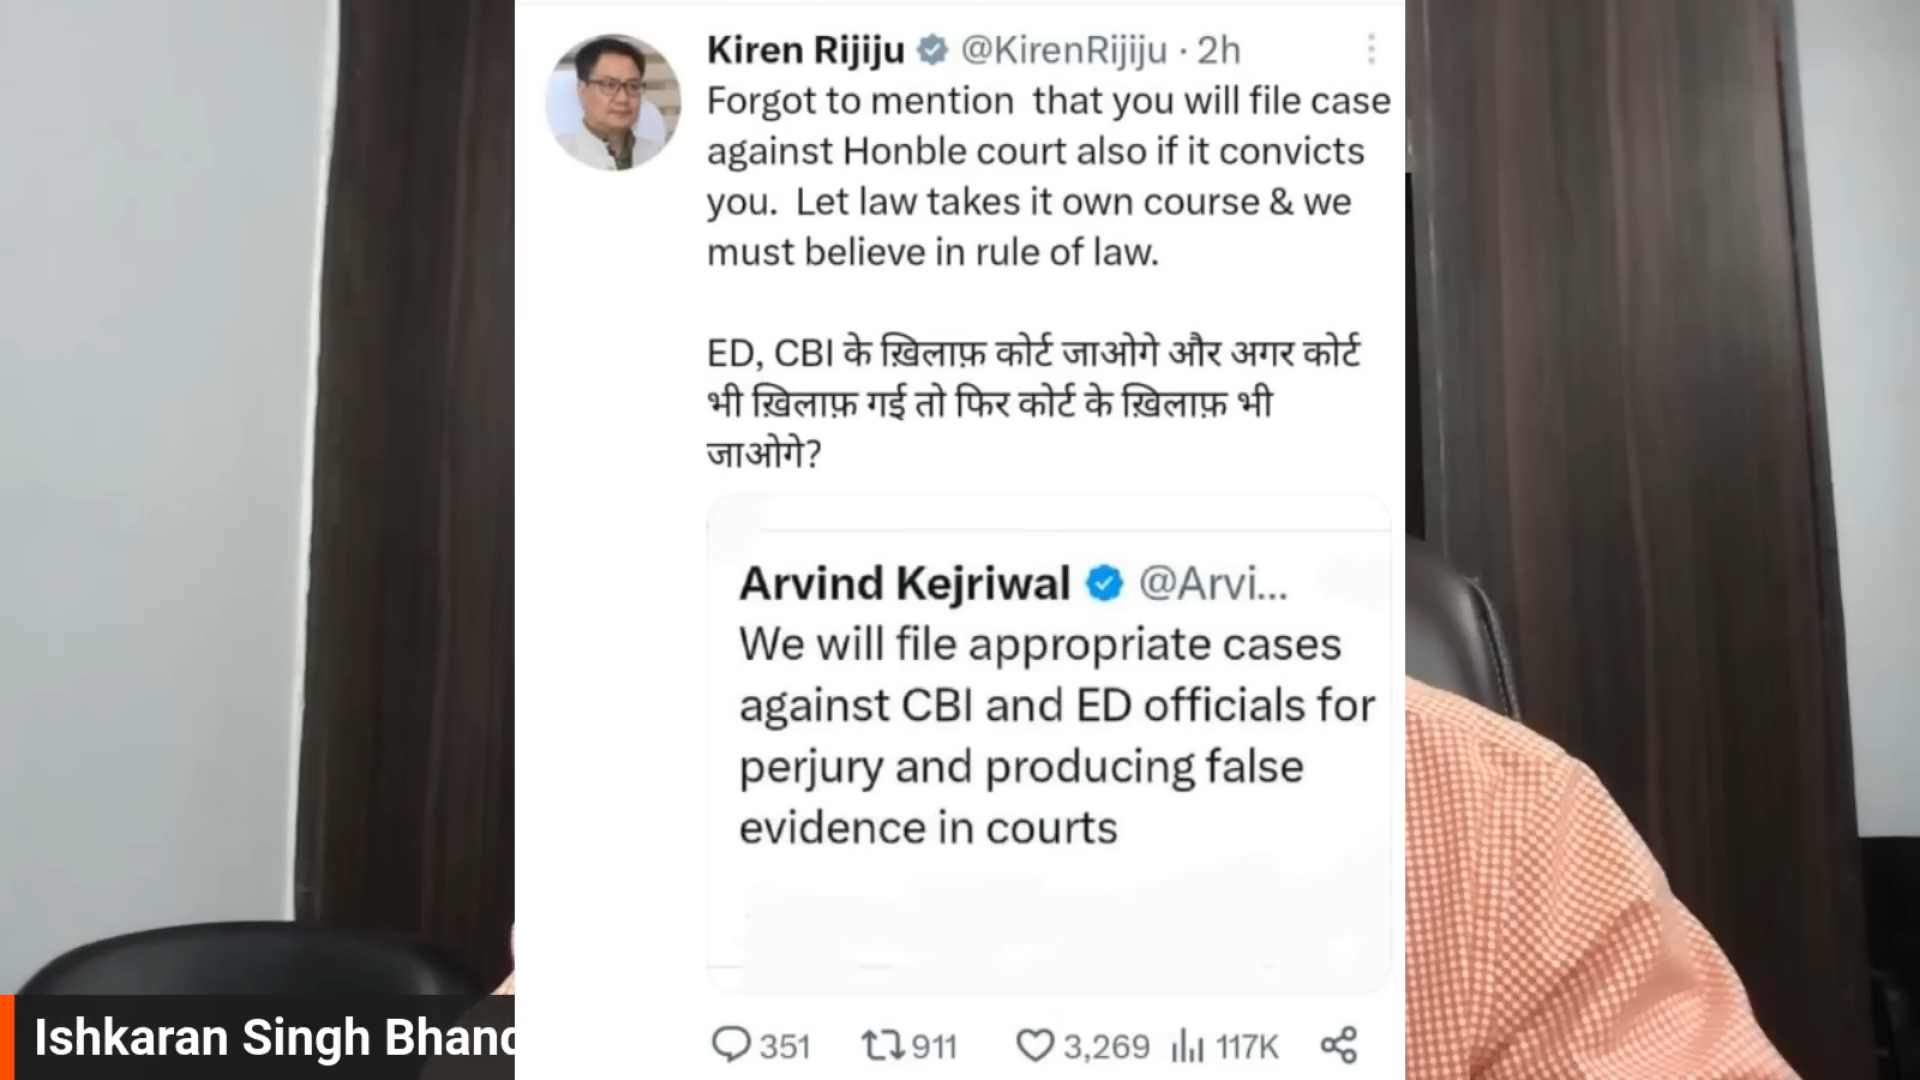 Kiren Rijiju @KirenRijiju · 2h
Forgot to mention that you will file case
against Honble court also if it convicts
you. Let law takes it own course & we
must believe in rule of law.
ED, CBI के ख़िलाफ़ कोर्ट जाओगे और अगर कोर्ट
भी ख़िलाफ़ गई तो फिर कोर्ट के ख़िलाफ़ भी
जाओगे?
Arvind Kejriwal @Arvi...
We will file appropriate cases
against CBI and ED officials for
perjury and producing false
evidence in courts
351 911 3,269 117K
Ishkaran Singh Bhand